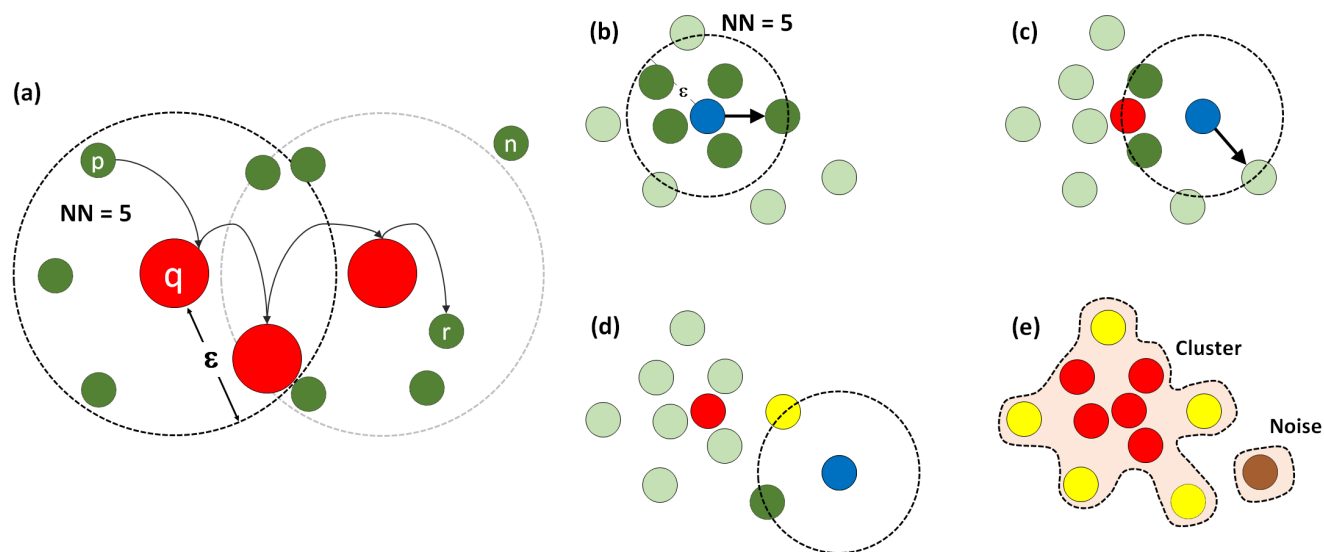 (a)
p
n
NN = 5
q
r
ε
(b)
NN = 5
ε
(c)
(d)
(e)
Cluster
Noise